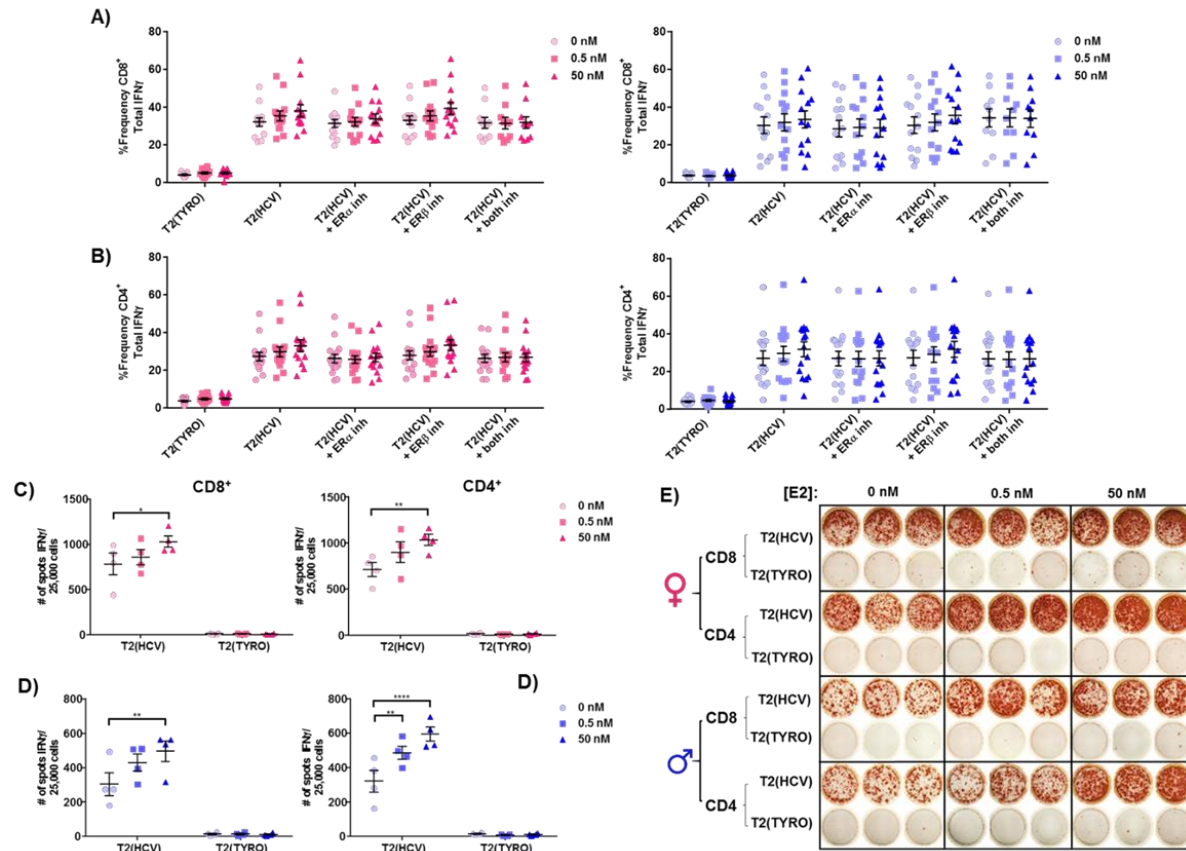 A)
80
60
40
20
0
%Frequency CD8+
Total IFNγ
T2(TYRO)
T2(HCV)
T2(HCV)
+ ERα inh
T2(HCV)
+ ERβ inh
T2(HCV)
+ both inh
0 nM
0.5 nM
50 nM
80
60
40
20
0
%Frequency CD8+
Total IFNγ
T2(TYRO)
T2(HCV)
T2(HCV)
+ ERα inh
T2(HCV)
+ ERβ inh
T2(HCV)
+ both inh
0 nM
0.5 nM
50 nM
B)
80
60
40
20
0
%Frequency CD4+
Total IFNγ
T2(TYRO)
T2(HCV)
T2(HCV)
+ ERα inh
T2(HCV)
+ ERβ inh
T2(HCV)
+ both inh
80
60
40
20
0
%Frequency CD4+
Total IFNγ
T2(TYRO)
T2(HCV)
T2(HCV)
+ ERα inh
T2(HCV)
+ ERβ inh
T2(HCV)
+ both inh
C)
CD8+
1500
1000
500
0
# of spots IFNγ/
25,000 cells
*
T2(HCV)
T2(TYRO)
CD4+
1500
1000
500
0
# of spots IFNγ/
25,000 cells
**
T2(HCV)
T2(TYRO)
0 nM
0.5 nM
50 nM
D)
800
600
400
200
0
# of spots IFNγ/
25,000 cells
**
T2(HCV)
T2(TYRO)
800
600
400
200
0
# of spots IFNγ/
25,000 cells
****
**
T2(HCV)
T2(TYRO)
D)
0 nM
0.5 nM
50 nM
E)
[E2]:
0 nM
0.5 nM
50 nM
♀
CD8
T2(HCV)
T2(TYRO)
CD4
T2(HCV)
T2(TYRO)
♂
CD8
T2(HCV)
T2(TYRO)
CD4
T2(HCV)
T2(TYRO)